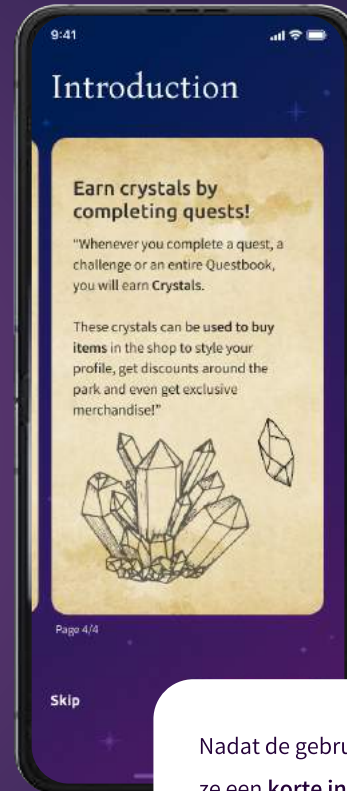 9:41
Introduction
Earn crystals by
completing quests!
"Whenever you complete a quest, a
challenge or an entire Questbook,
you will earn Crystals.
These crystals can be used to buy
items in the shop to style your
profile, get discounts around the
park and even get exclusive
merchandise!"
Page 4/4
Skip
Nadat de gebru
ze een korte in